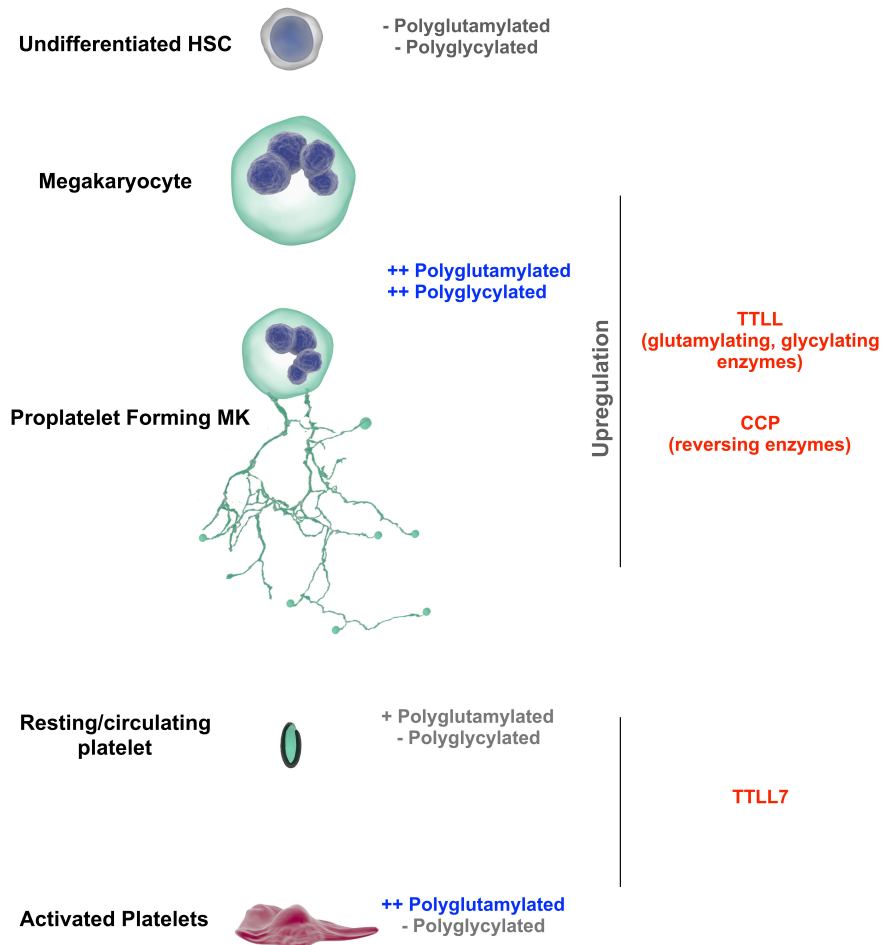 Undifferentiated HSC
- Polyglutamylated
- Polyglycylated
Megakaryocyte
++ Polyglutamylated
++ Polyglycylated
Upregulation
TTLL
(glutamylating, glycylating
enzymes)
CCP
(reversing enzymes)
Proplatelet Forming MK
Resting/circulating
platelet
+ Polyglutamylated
- Polyglycylated
TTLL7
Activated Platelets
++ Polyglutamylated
- Polyglycylated